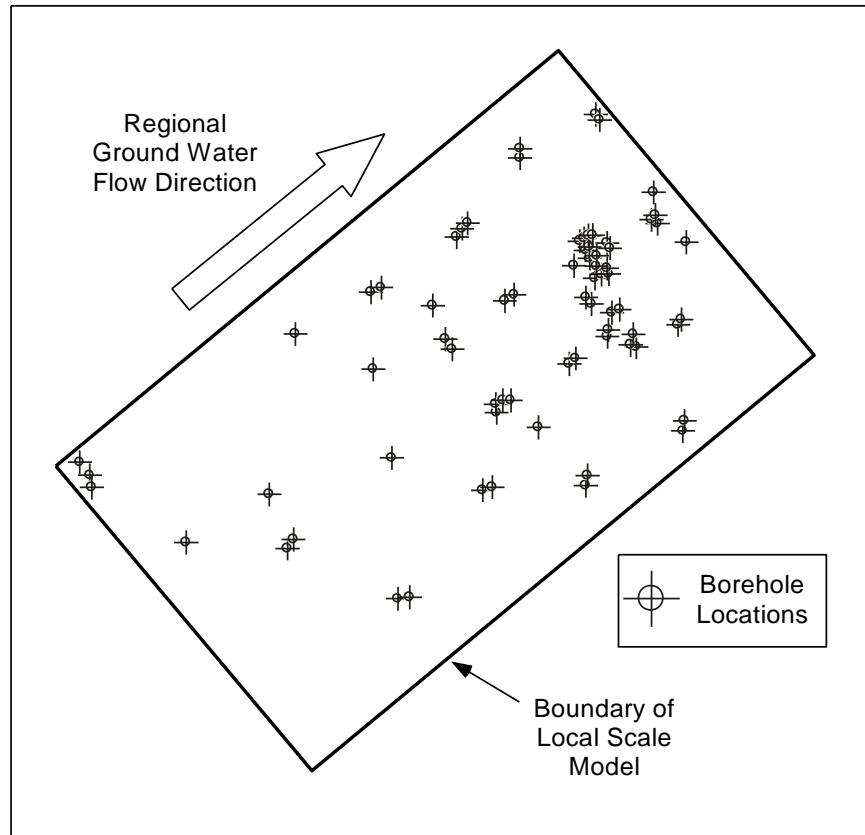 Regional
Ground Water
Flow Direction
Borehole
Locations
Boundary of
Local Scale
Model